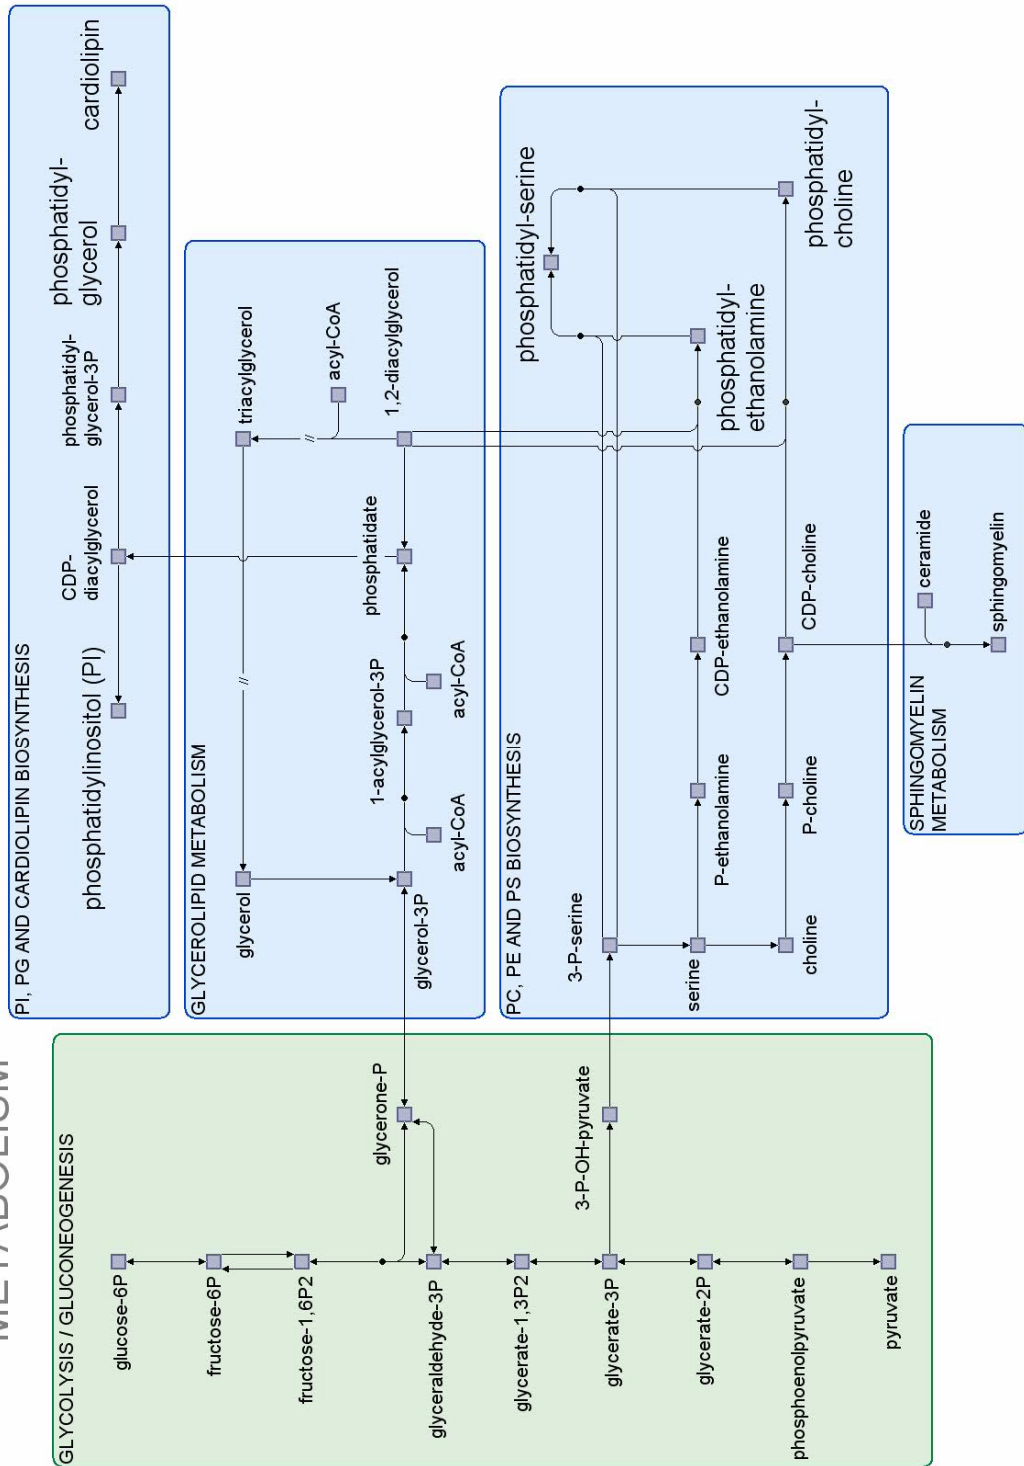 METABOLISM
GLYCOLYSIS / GLUCONEOGENESIS
glucose-6P
fructose-6P
fructose-1,6P2
glyceraldehyde-3P
glycerate-1,3P2
glycerate-3P
glycerate-2P
phosphoenolpyruvate
pyruvate
glycerone-P
3-P-OH-pyruvate
PI, PG AND CARDIOLIPIN BIOSYNTHESIS
phosphatidylinositol (PI)
CDP-
diacylglycerol
phosphatidyl-
glycerol-3P
phosphatidyl-
glycerol
cardiolipin
GLYCEROLIPID METABOLISM
glycerol
triacylglycerol
acyl-CoA
glycerol-3P
acyl-CoA
1-acylglycerol-3P
acyl-CoA
phosphatidate
1,2-diacylglycerol
PC, PE AND PS BIOSYNTHESIS
3-P-serine
phosphatidyl-serine
serine
P-ethanolamine
CDP-ethanolamine
phosphatidyl-
ethanolamine
choline
P-choline
CDP-choline
phosphatidyl-
choline
SPHINGOMYELIN
METABOLISM
ceramide
sphingomyelin